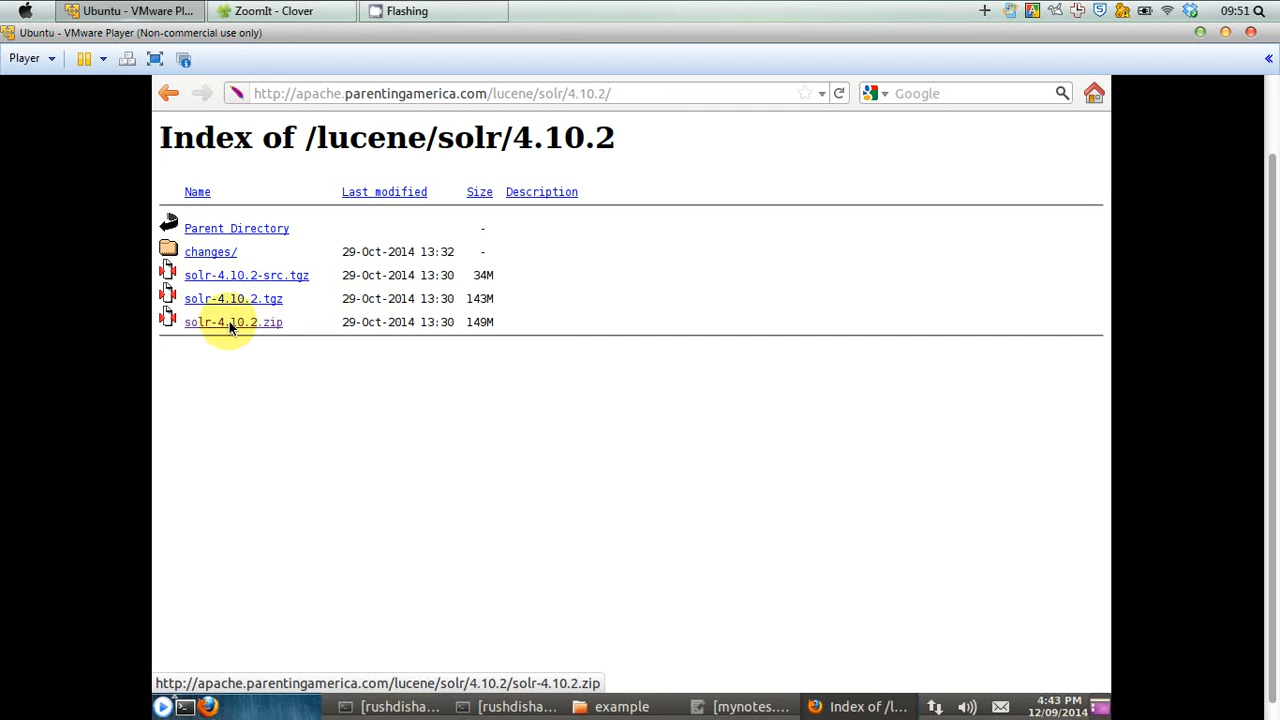 Ubuntu - VMware Pl...
ZoomIt - Clover
Flashing
09:51
Ubuntu - VMware Player (Non-commercial use only)
Player
http://apache.parentingamerica.com/lucene/solr/4.10.2/
Google
Index of /lucene/solr/4.10.2
Name Last modified Size Description
Parent Directory -
changes/ 29-Oct-2014 13:32 -
solr-4.10.2-src.tgz 29-Oct-2014 13:30 34M
solr-4.10.2.tgz 29-Oct-2014 13:30 143M
solr-4.10.2.zip 29-Oct-2014 13:30 149M
http://apache.parentingamerica.com/lucene/solr/4.10.2/solr-4.10.2.zip
[rushdisha...
[rushdisha...
example
[mynotes....
Index of /l...
4:43 PM
12/09/2014